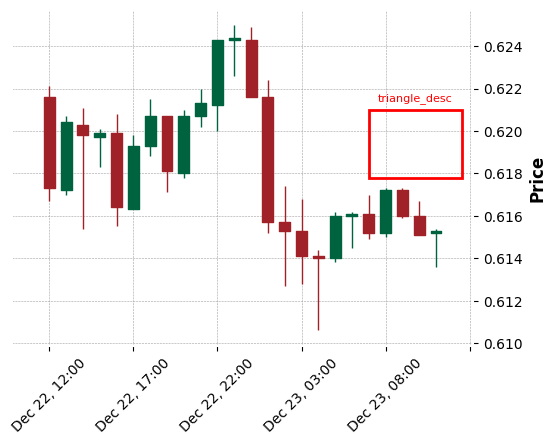 0.624
0.622
triangle_desc
0.620
0.618
Price
0.616
0.614
0.612
0.610
Dec 22, 12:00
Dec 22, 17:00
Dec 22, 22:00
Dec 23, 03:00
Dec 23, 08:00